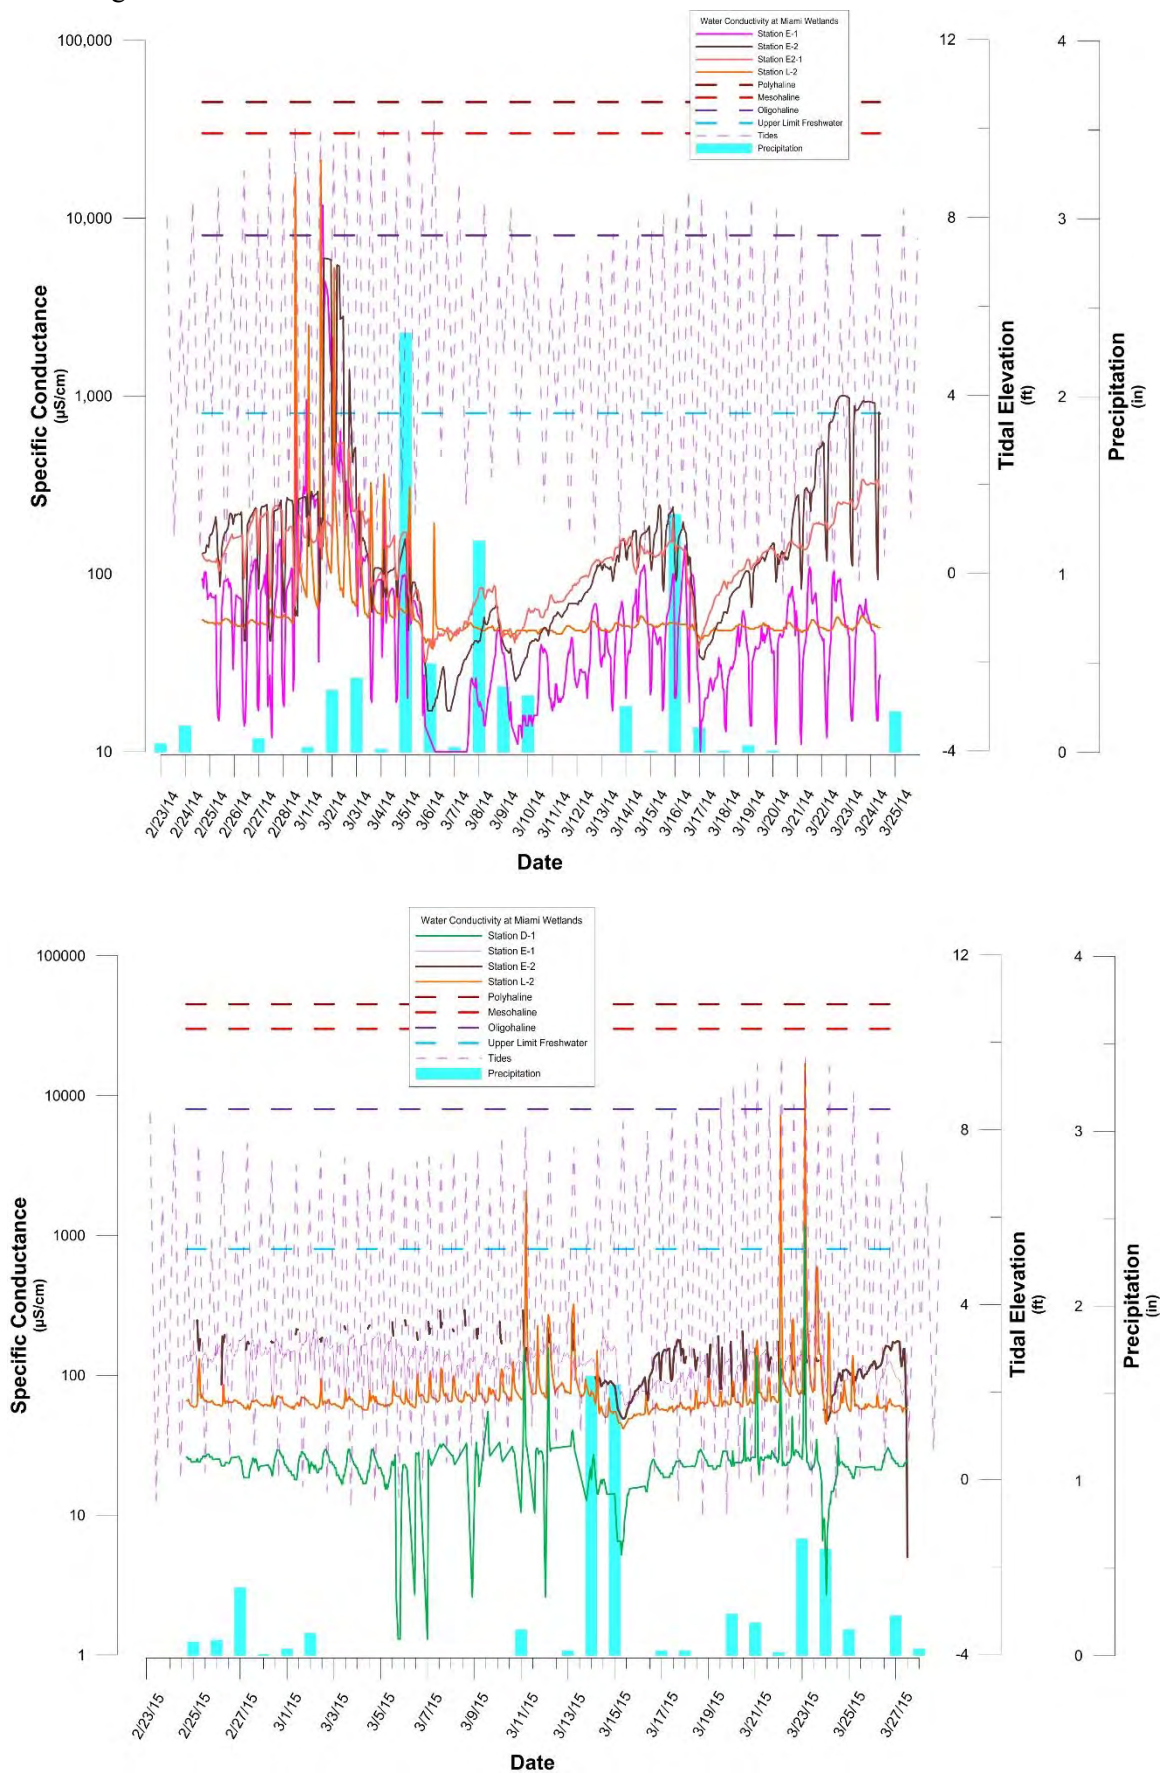 Water Conductivity at Miami Wetlands
Station E-1
Station E-2
Station E2-1
Station L-2
Polyhaline
Mesohaline
Oligohaline
Upper Limit Freshwater
Tides
Precipitation
100,000
10,000
1,000
100
10
Specific Conductance
(µS/cm)
12
8
4
0
-4
Tidal Elevation
(ft)
4
3
2
1
0
Precipitation
(in)
2/23/14
2/24/14
2/25/14
2/26/14
2/27/14
2/28/14
3/1/14
3/2/14
3/3/14
3/4/14
3/5/14
3/6/14
3/7/14
3/8/14
3/9/14
3/10/14
3/11/14
3/12/14
3/13/14
3/14/14
3/15/14
3/16/14
3/17/14
3/18/14
3/19/14
3/20/14
3/21/14
3/22/14
3/23/14
3/24/14
3/25/14
Date
Water Conductivity at Miami Wetlands
Station D-1
Station E-1
Station E-2
Station L-2
Polyhaline
Mesohaline
Oligohaline
Upper Limit Freshwater
Tides
Precipitation
100000
10000
1000
100
10
1
Specific Conductance
(µS/cm)
12
8
4
0
-4
Tidal Elevation
(ft)
4
3
2
1
0
Precipitation
(in)
2/23/15
2/25/15
2/27/15
3/1/15
3/3/15
3/5/15
3/7/15
3/9/15
3/11/15
3/13/15
3/15/15
3/17/15
3/19/15
3/21/15
3/23/15
3/25/15
3/27/15
Date